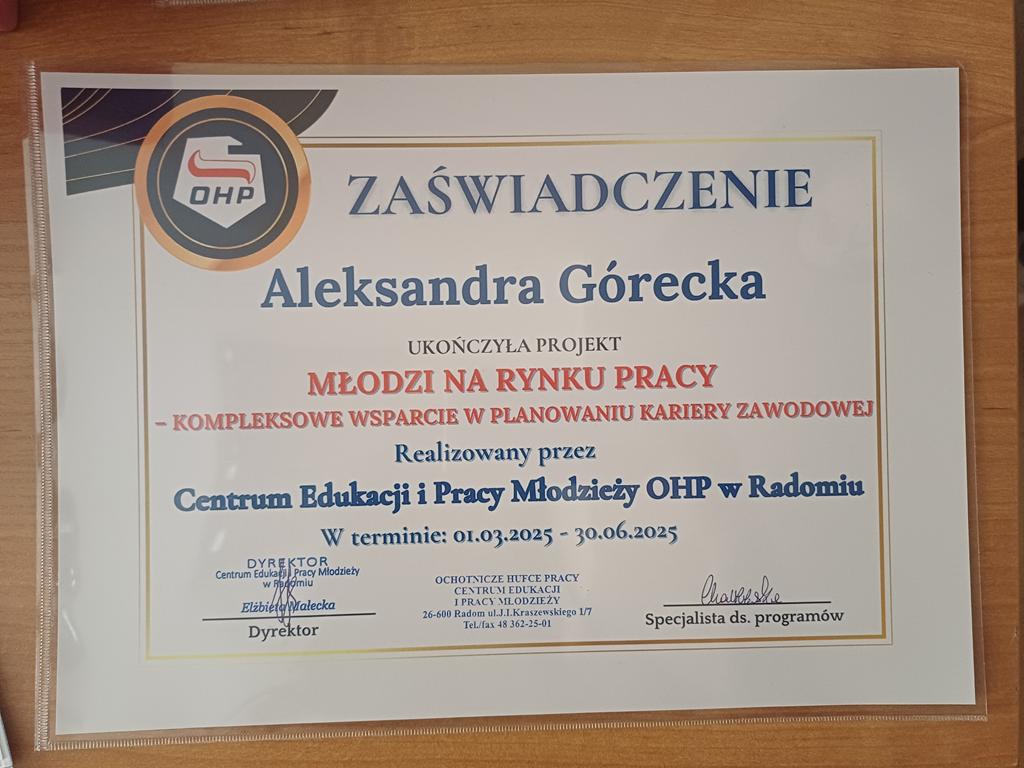 OHP
ZAŚWIADCZENIE
Aleksandra Górecka
UKOŃCZYŁA PROJEKT
MŁODZI NA RYNKU PRACY
– KOMPLEKSOWE WSPARCIE W PLANOWANIU KARIERY ZAWODOWEJ
Realizowany przez
Centrum Edukacji i Pracy Młodzieży OHP w Radomiu
W terminie: 01.03.2025 - 30.06.2025
DYREKTOR
Centrum Edukacji i Pracy Młodzieży
w Radomiu
Elżbieta Małecka
Dyrektor
OCHOTNICZE HUFCE PRACY
CENTRUM EDUKACJI
I PRACY MŁODZIEŻY
26-600 Radom ul.J.I.Kraszewskiego 1/7
Tel./fax 48 362-25-01
Specjalista ds. programów